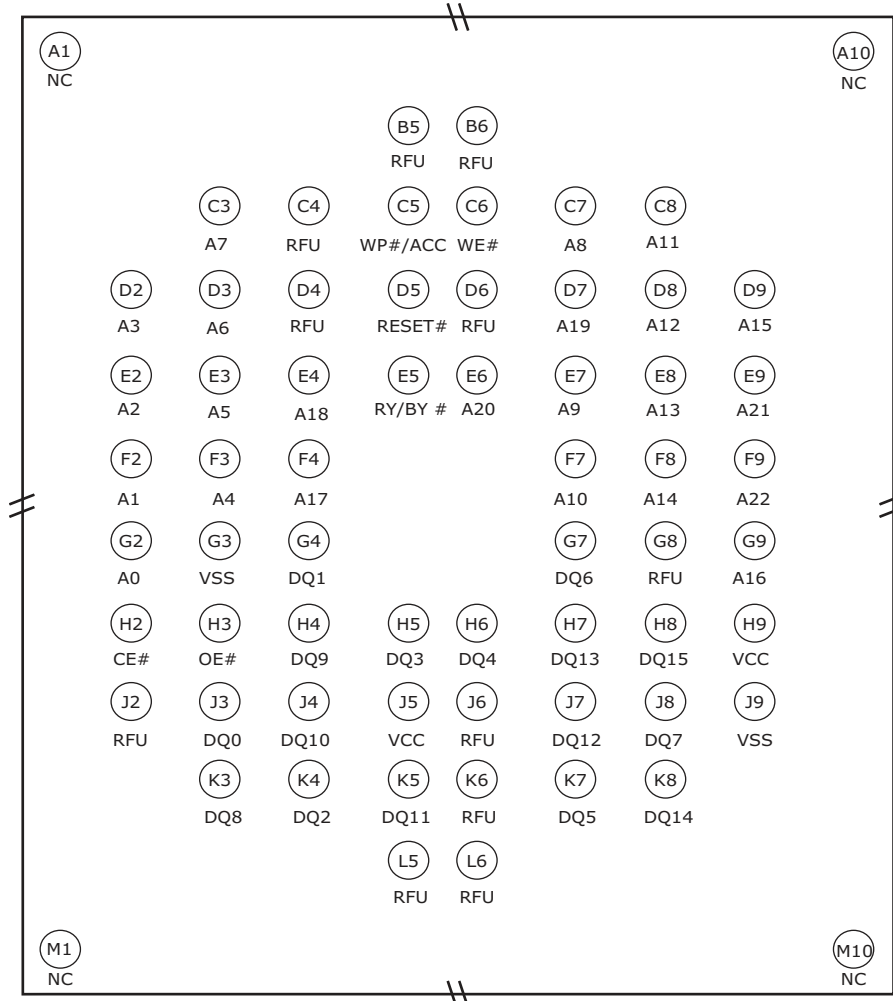 A1 A10
NC NC
B5 B6
RFU RFU
C3 C4 C5 C6 C7 C8
A7 RFU WP#/ACC WE# A8 A11
D2 D3 D4 D5 D6 D7 D8 D9
A3 A6 RFU RESET# RFU A19 A12 A15
E2 E3 E4 E5 E6 E7 E8 E9
A2 A5 A18 RY/BY # A20 A9 A13 A21
F2 F3 F4 F7 F8 F9
A1 A4 A17 A10 A14 A22
G2 G3 G4 G7 G8 G9
A0 VSS DQ1 DQ6 RFU A16
H2 H3 H4 H5 H6 H7 H8 H9
CE# OE# DQ9 DQ3 DQ4 DQ13 DQ15 VCC
J2 J3 J4 J5 J6 J7 J8 J9
RFU DQ0 DQ10 VCC RFU DQ12 DQ7 VSS
K3 K4 K5 K6 K7 K8
DQ8 DQ2 DQ11 RFU DQ5 DQ14
L5 L6
RFU RFU
M1 M10
NC NC